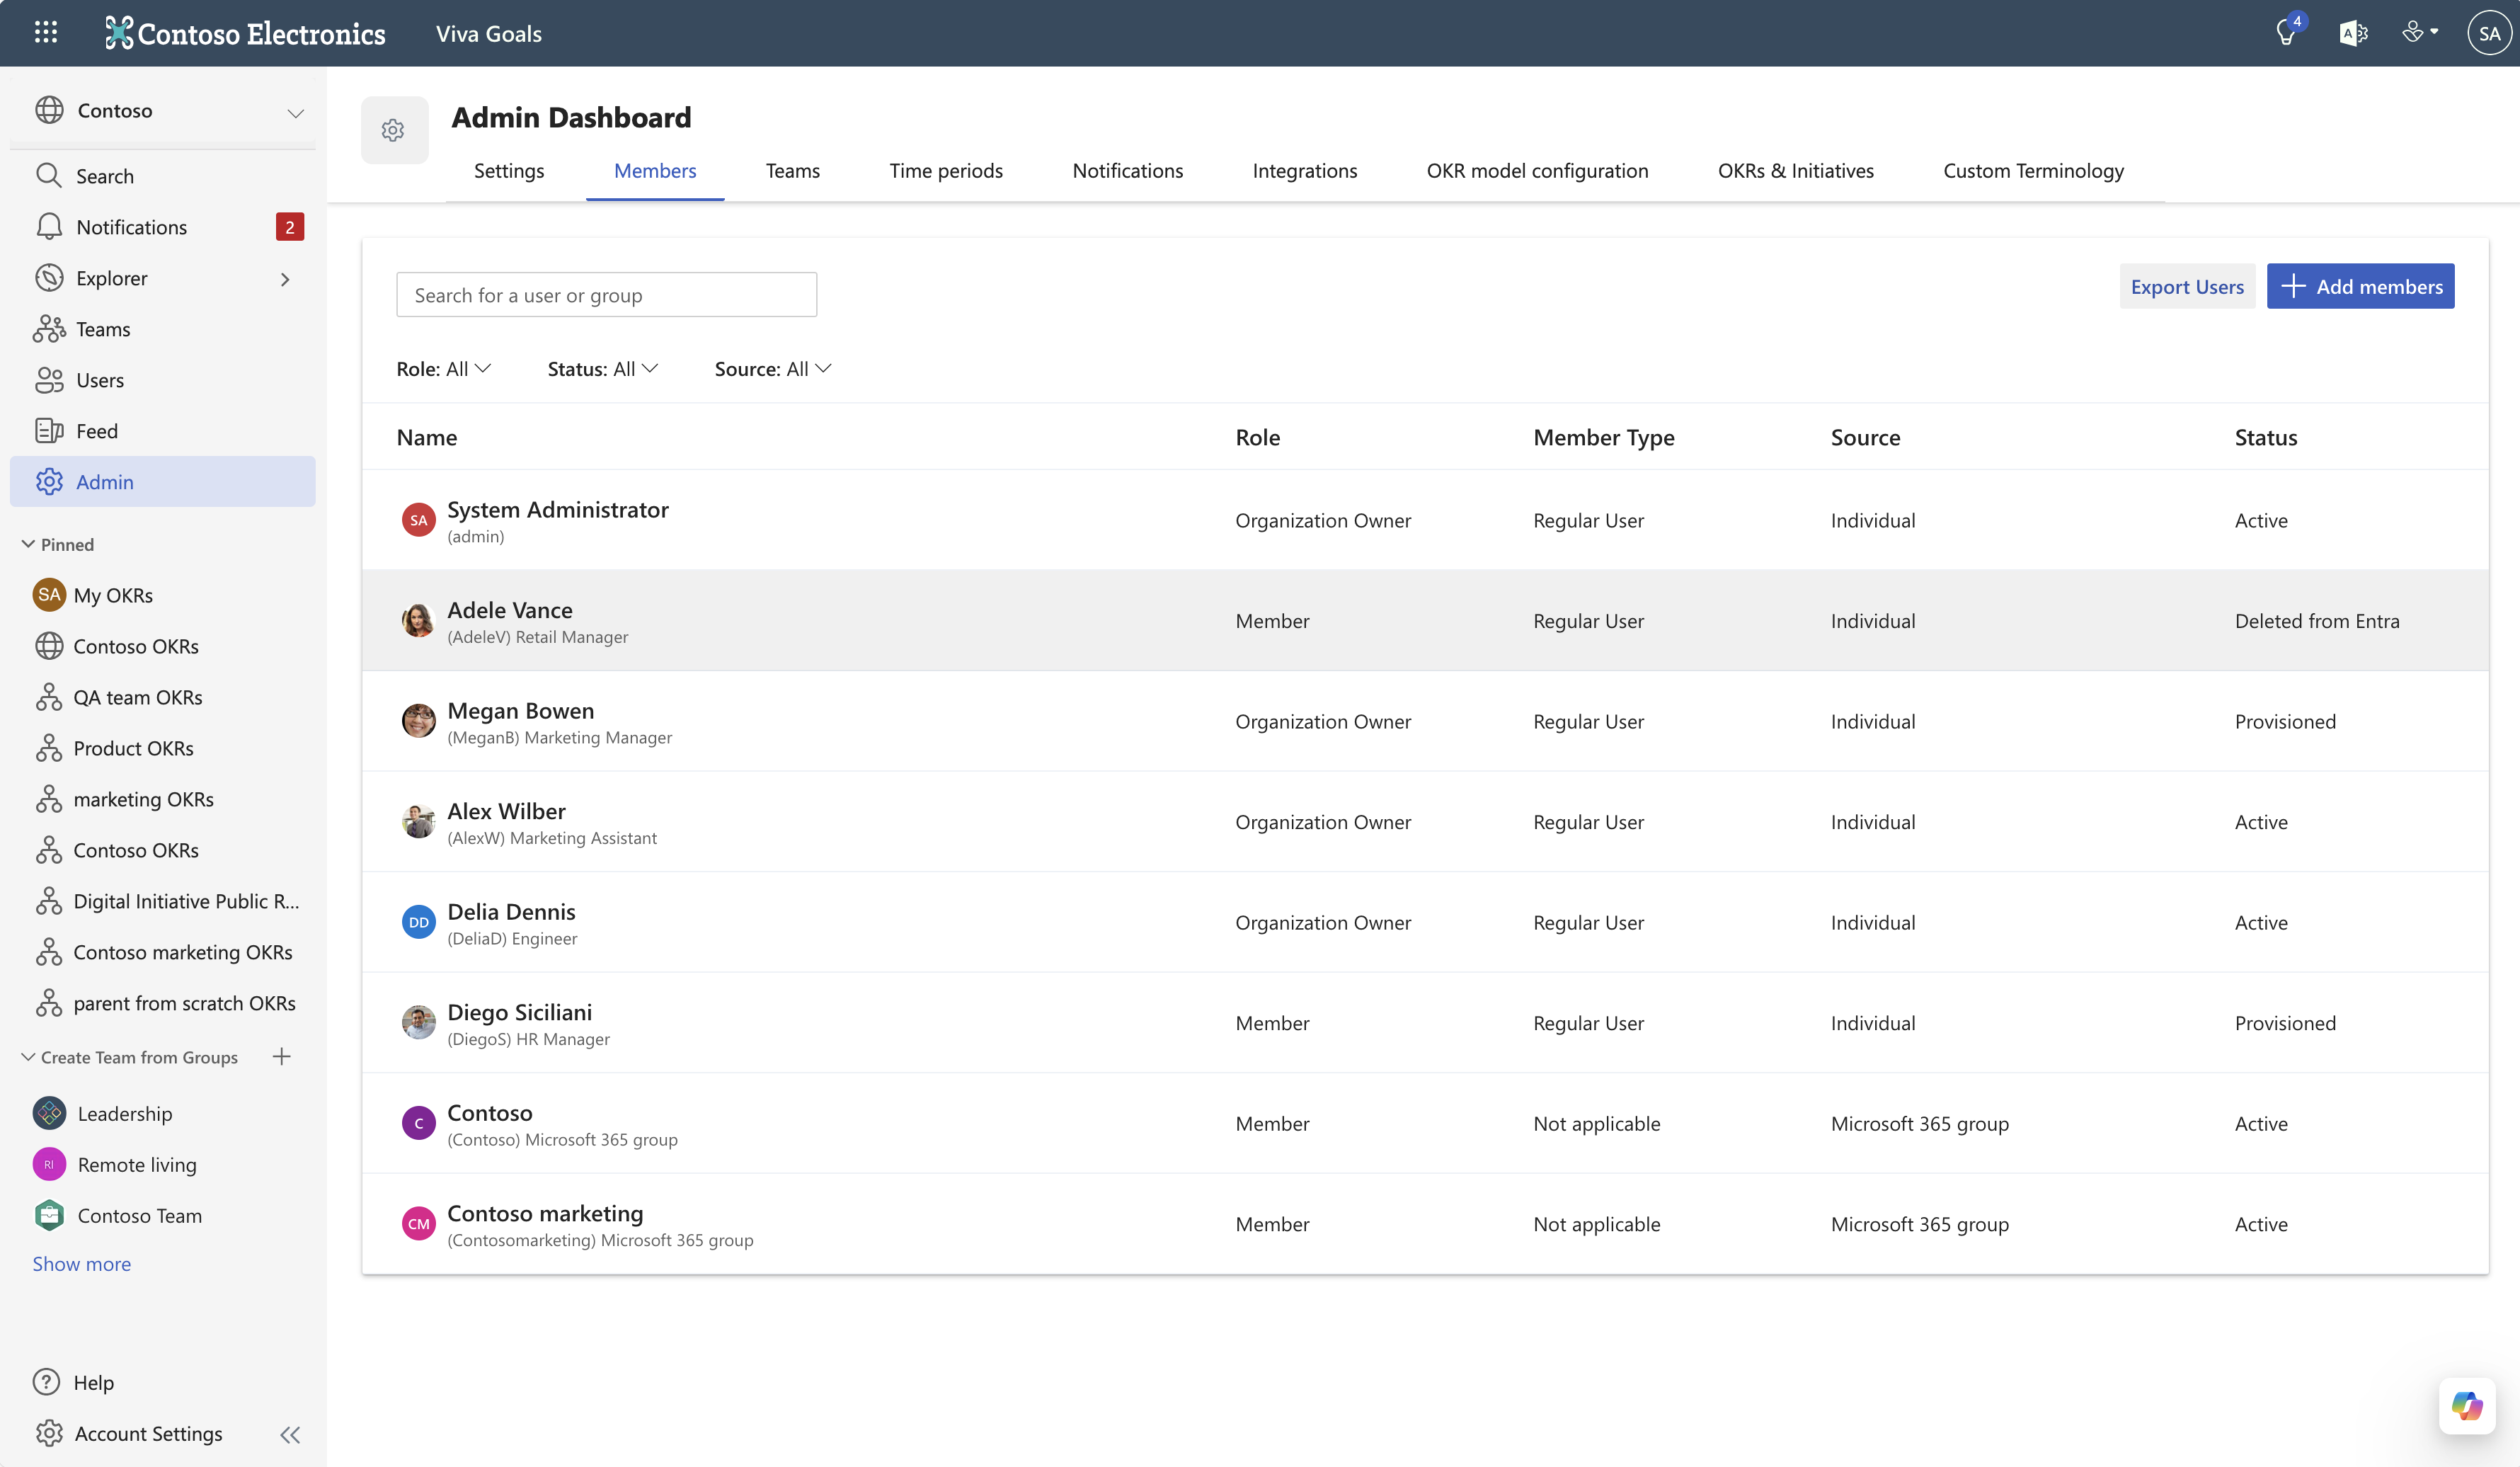 Contoso Electronics
Viva Goals
4
SA
Contoso
Search
Notifications
2
Explorer
Teams
Users
Feed
Admin
Pinned
SA My OKRs
Contoso OKRs
QA team OKRs
Product OKRs
marketing OKRs
Contoso OKRs
Digital Initiative Public R...
Contoso marketing OKRs
parent from scratch OKRs
Create Team from Groups
Leadership
RI Remote living
Contoso Team
Show more
Help
Account Settings
Admin Dashboard
Settings Members Teams Time periods Notifications Integrations OKR model configuration OKRs & Initiatives Custom Terminology
Search for a user or group
Export Users
Add members
Role: All Status: All Source: All
Name Role Member Type Source Status
SA System Administrator
(admin)
Organization Owner Regular User Individual Active
Adele Vance
(AdeleV) Retail Manager
Member Regular User Individual Deleted from Entra
Megan Bowen
(MeganB) Marketing Manager
Organization Owner Regular User Individual Provisioned
Alex Wilber
(AlexW) Marketing Assistant
Organization Owner Regular User Individual Active
DD Delia Dennis
(DeliaD) Engineer
Organization Owner Regular User Individual Active
Diego Siciliani
(DiegoS) HR Manager
Member Regular User Individual Provisioned
C Contoso
(Contoso) Microsoft 365 group
Member Not applicable Microsoft 365 group Active
CM Contoso marketing
(Contosomarketing) Microsoft 365 group
Member Not applicable Microsoft 365 group Active